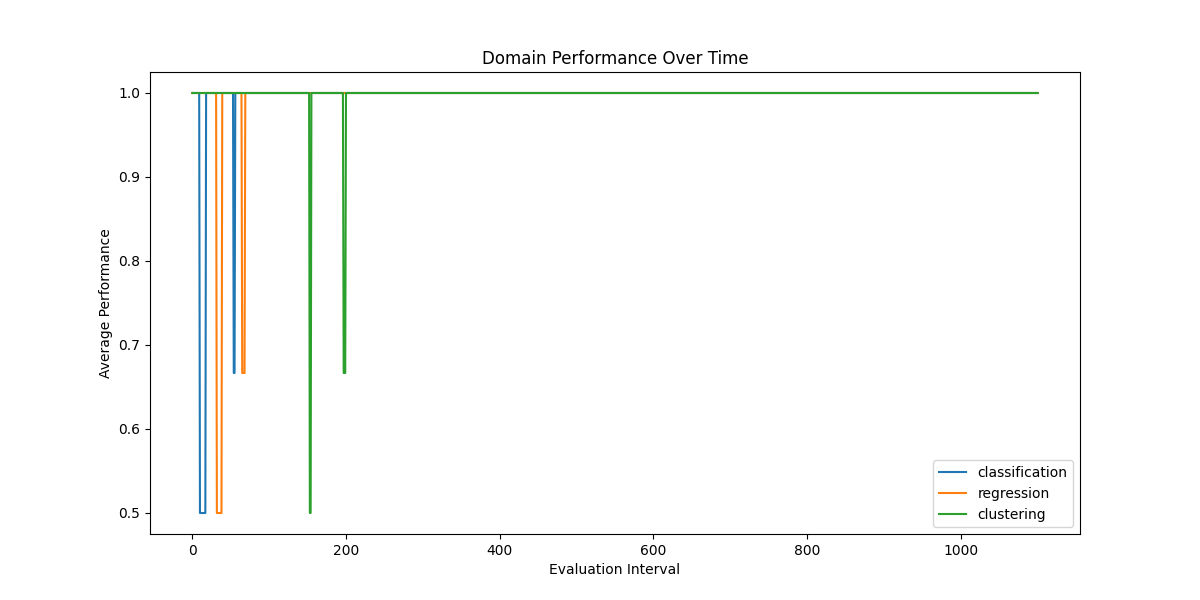 Domain Performance Over Time
Average Performance
1.0
0.9
0.8
0.7
0.6
0.5
0
200
400
600
800
1000
Evaluation Interval
classification
regression
clustering